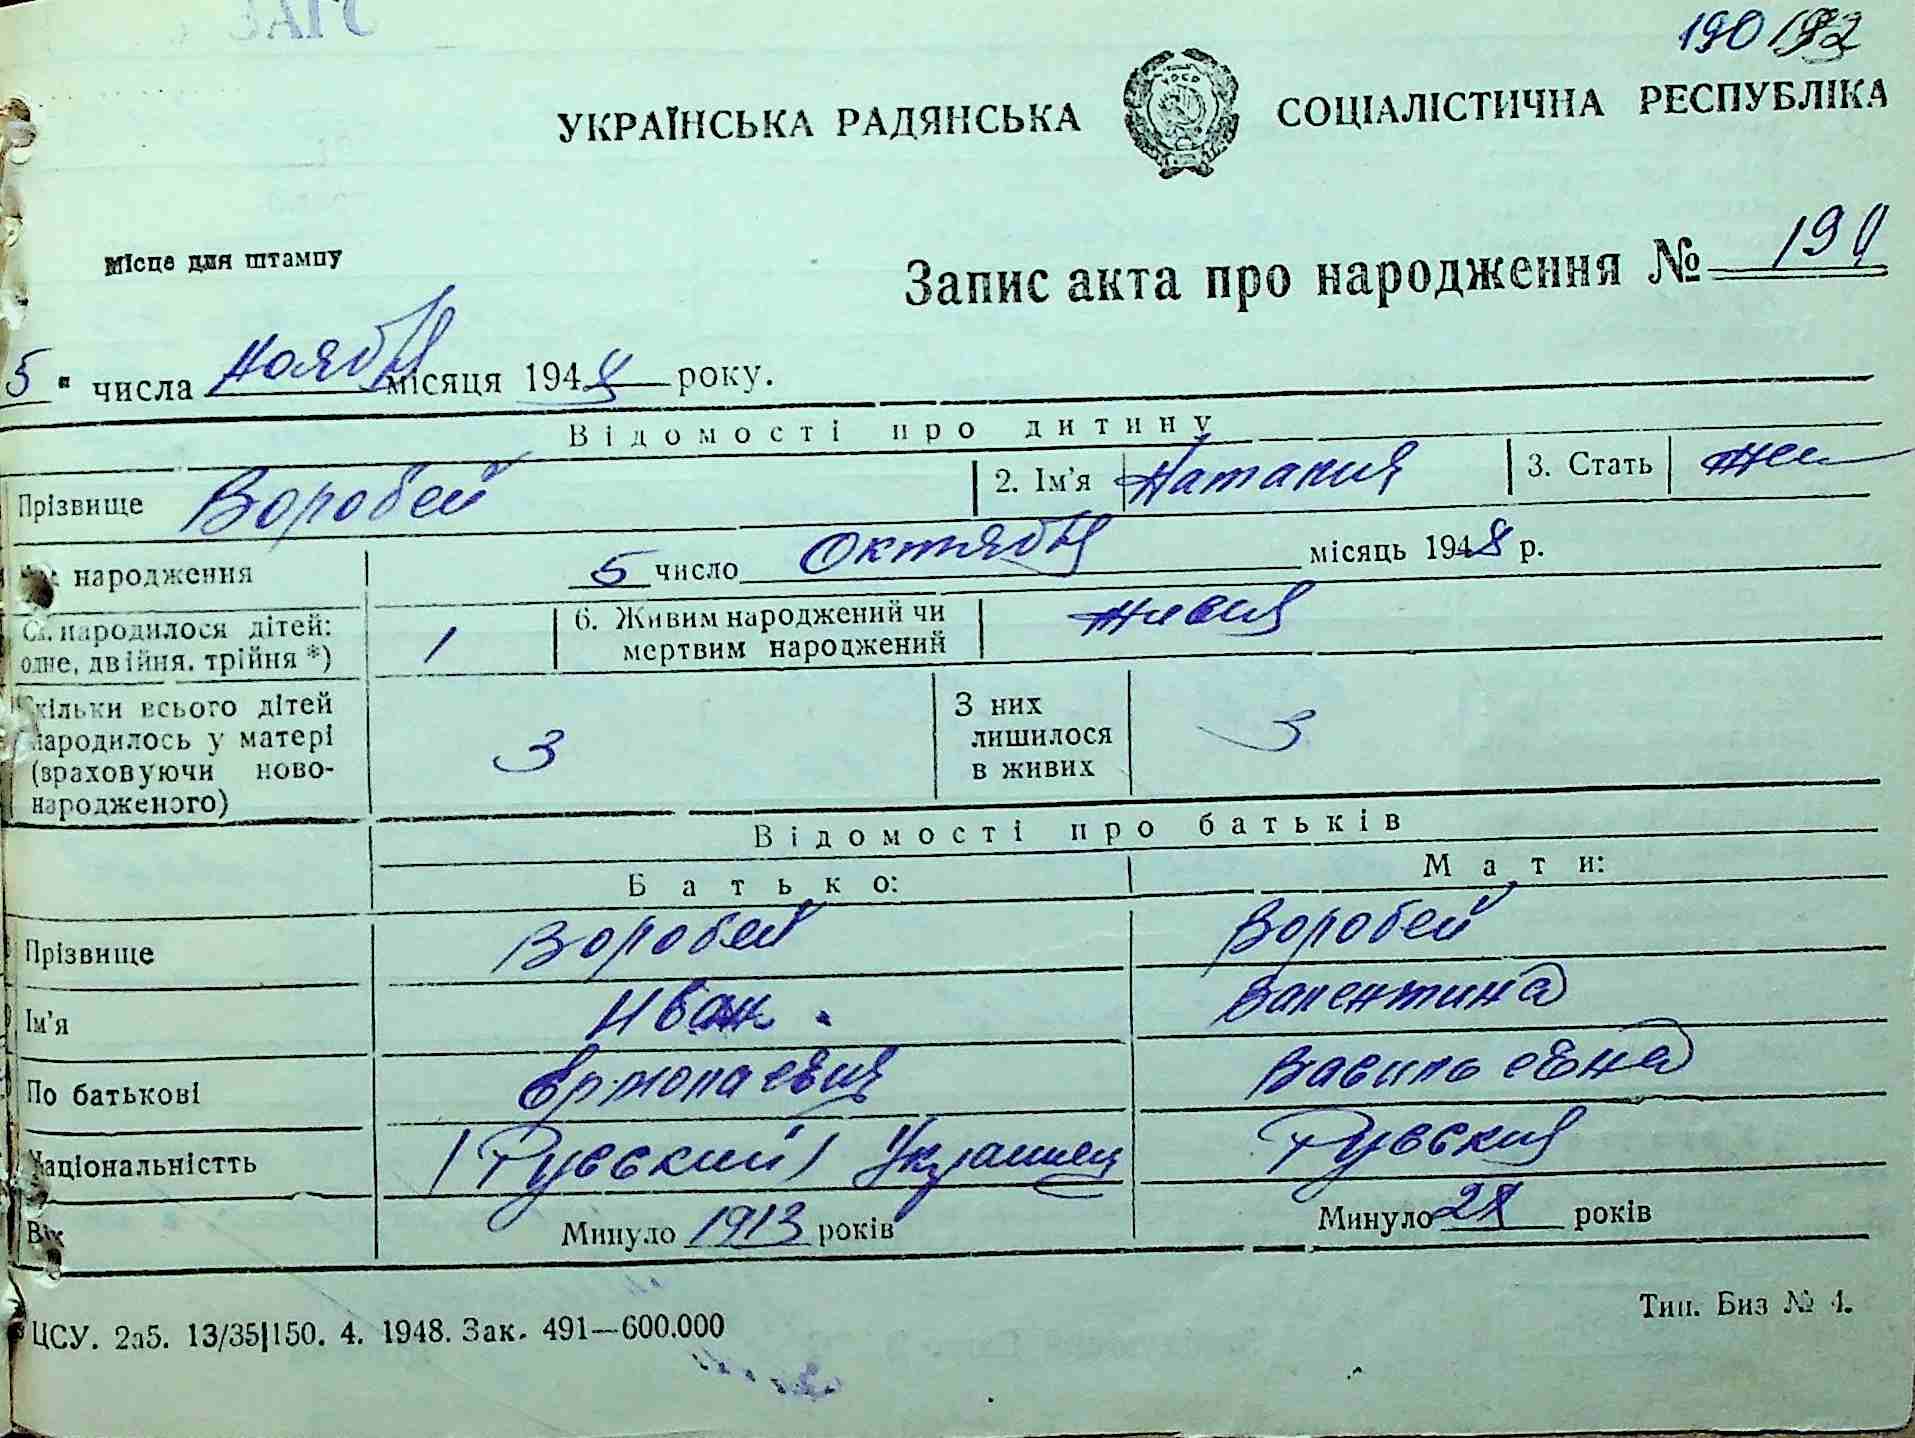 190 192
УКРАЇНСЬКА РАДЯНСЬКА СОЦІАЛІСТИЧНА РЕСПУБЛІКА
Місце для штампу
Запис акта про народження № 190
5 " числа Ноября місяця 1948 року.
Відомості про дитину
Прізвище Воробей 2. Ім'я Наталия 3. Стать жен
народження 5 число Октября місяць 1948 р.
народилося дітей: одне, двійня, трійня *) 1 6. Живим народжений чи мертвим народжений живая
Скільки всього дітей народилось у матері (враховуючи ново-народженого) 3 З них лишилося в живих 3
Відомості про батьків
Батько: Мати:
Прізвище Воробей Воробей
Ім'я Иван Валентина
По батькові Ермолаевич Васильевна
Національністть (Русский) Украинец Русская
Вік Минуло 1913 років Минуло 28 років
ЦСУ. 2а5. 13/35|150. 4. 1948. Зак. 491—600.000 Тип. Биз № 4.